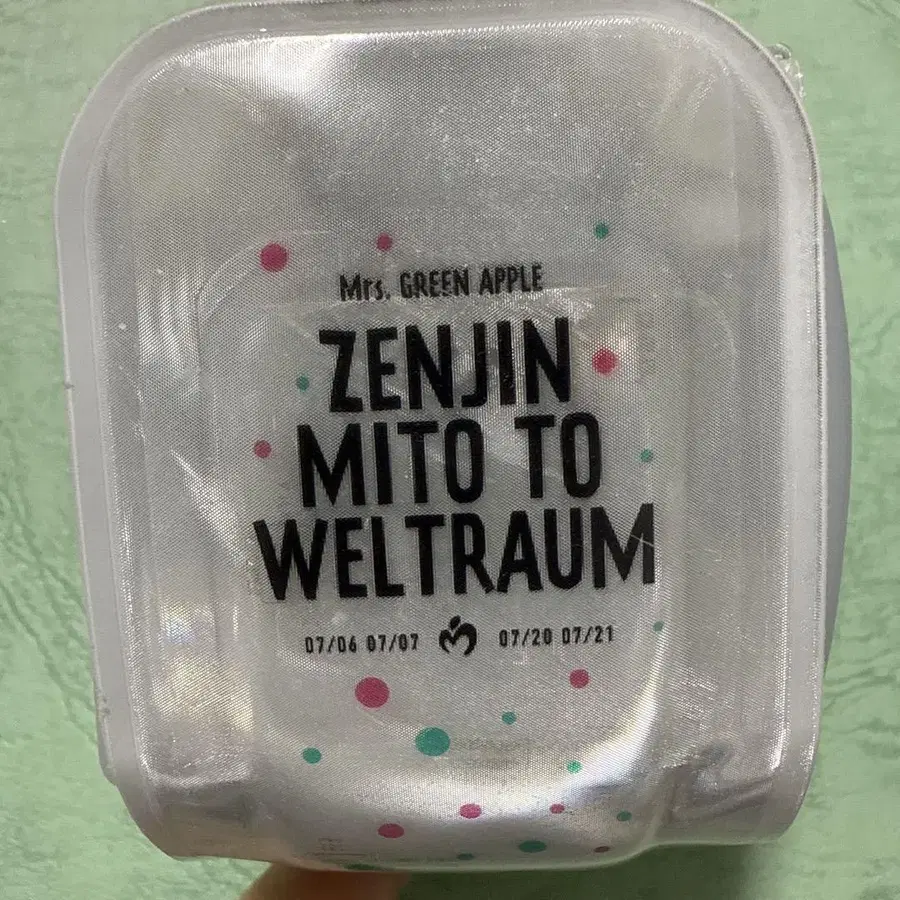 Mrs. GREEN APPLE
ZENJIN
MITO TO
WELTRAUM
07/06 07/07 07/20 07/21